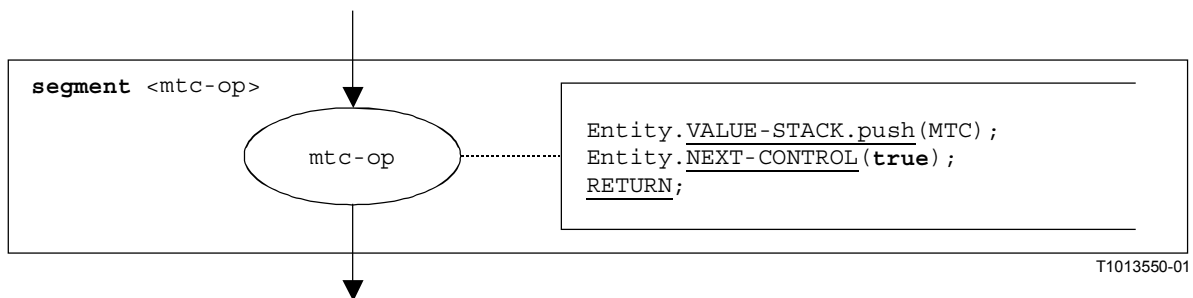 segment <mtc-op>
mtc-op
Entity.VALUE-STACK.push(MTC);
Entity.NEXT-CONTROL(true);
RETURN;
T1013550-01